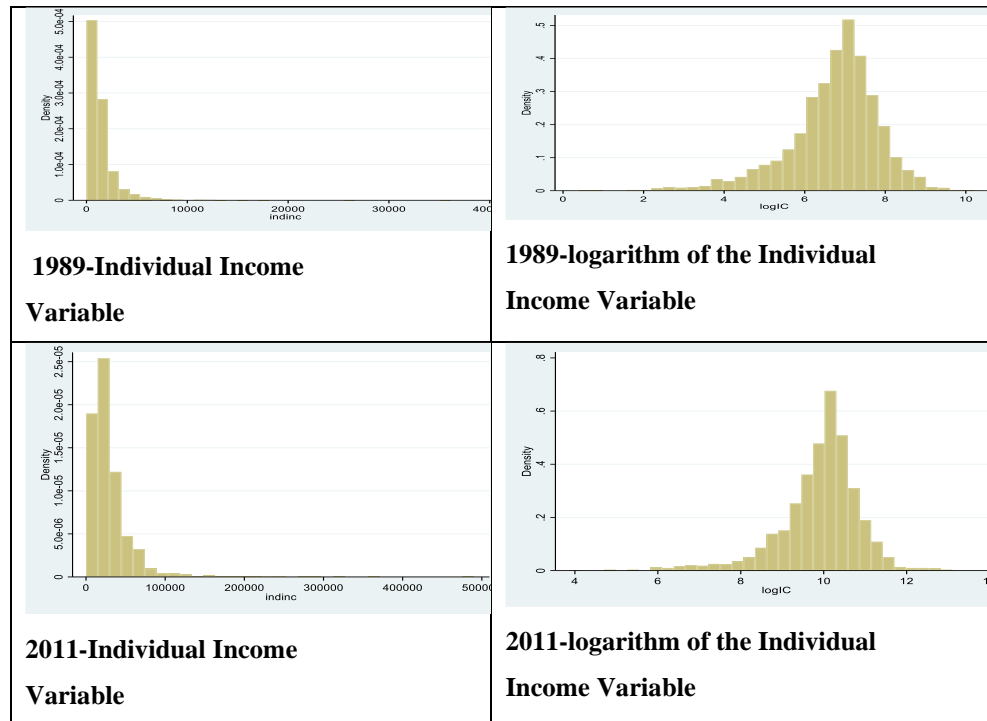 5.0e-04
4.0e-04
3.0e-04
2.0e-04
1.0e-04
0
Density
0 10000 20000 30000 4000
indinc
1989-Individual Income
Variable
.5
.4
.3
.2
.1
0
Density
0 2 4 6 8 10
logIC
1989-logarithm of the Individual
Income Variable
2.5e-05
2.0e-05
1.5e-05
1.0e-05
5.0e-06
0
Density
0 100000 200000 300000 400000 50000
indinc
2011-Individual Income
Variable
.8
.6
.4
.2
0
Density
4 6 8 10 12
logIC
2011-logarithm of the Individual
Income Variable